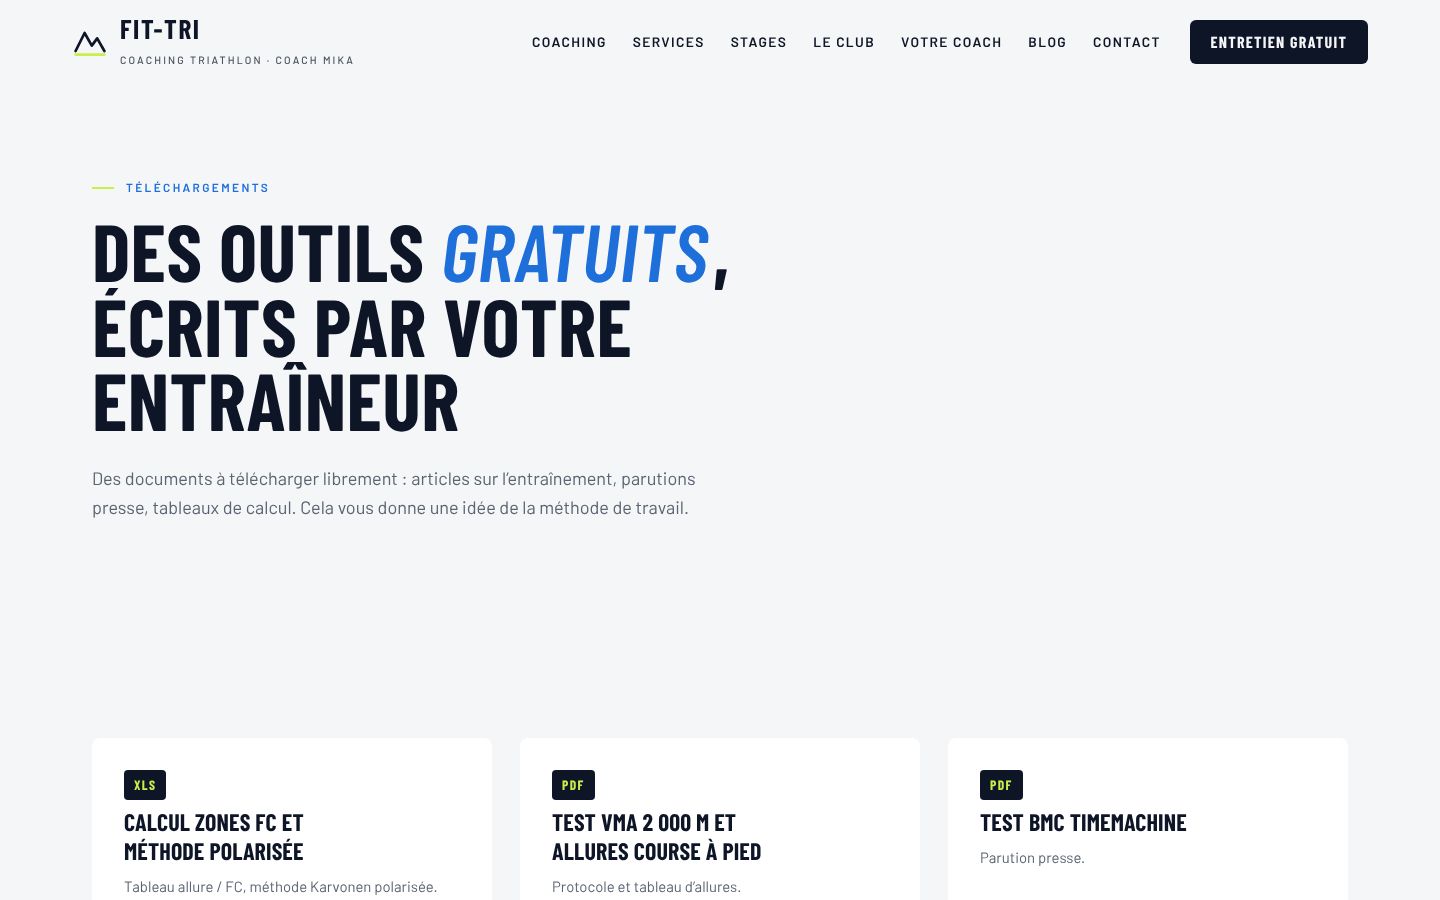 FIT-TRI
COACHING TRIATHLON · COACH MIKA
COACHING SERVICES STAGES LE CLUB VOTRE COACH BLOG CONTACT ENTRETIEN GRATUIT
TÉLÉCHARGEMENTS
DES OUTILS GRATUITS,
ÉCRITS PAR VOTRE
ENTRAÎNEUR
Des documents à télécharger librement : articles sur l’entraînement, parutions
presse, tableaux de calcul. Cela vous donne une idée de la méthode de travail.
XLS
CALCUL ZONES FC ET
MÉTHODE POLARISÉE
Tableau allure / FC, méthode Karvonen polarisée.
PDF
TEST VMA 2 000 M ET
ALLURES COURSE À PIED
Protocole et tableau d’allures.
PDF
TEST BMC TIMEMACHINE
Parution presse.